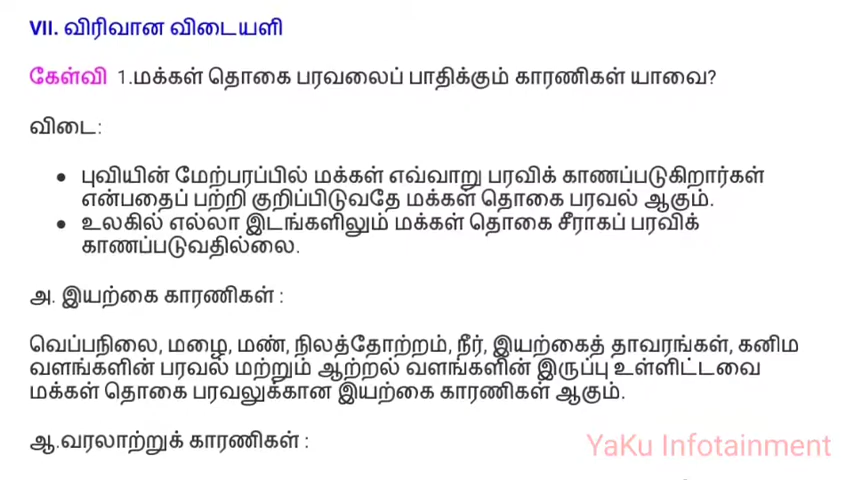 VII. விரிவான விடையளி
கேள்வி 1.மக்கள் தொகை பரவலைப் பாதிக்கும் காரணிகள் யாவை?
விடை:
• புவியின் மேற்பரப்பில் மக்கள் எவ்வாறு பரவிக் காணப்படுகிறார்கள்
என்பதைப் பற்றி குறிப்பிடுவதே மக்கள் தொகை பரவல் ஆகும்.
• உலகில் எல்லா இடங்களிலும் மக்கள் தொகை சீராகப் பரவிக்
காணப்படுவதில்லை.
அ. இயற்கை காரணிகள் :
வெப்பநிலை, மழை, மண், நிலத்தோற்றம், நீர், இயற்கைத் தாவரங்கள், கனிம
வளங்களின் பரவல் மற்றும் ஆற்றல் வளங்களின் இருப்பு உள்ளிட்டவை
மக்கள் தொகை பரவலுக்கான இயற்கை காரணிகள் ஆகும்.
ஆ.வரலாற்றுக் காரணிகள் :
YaKu Infotainment